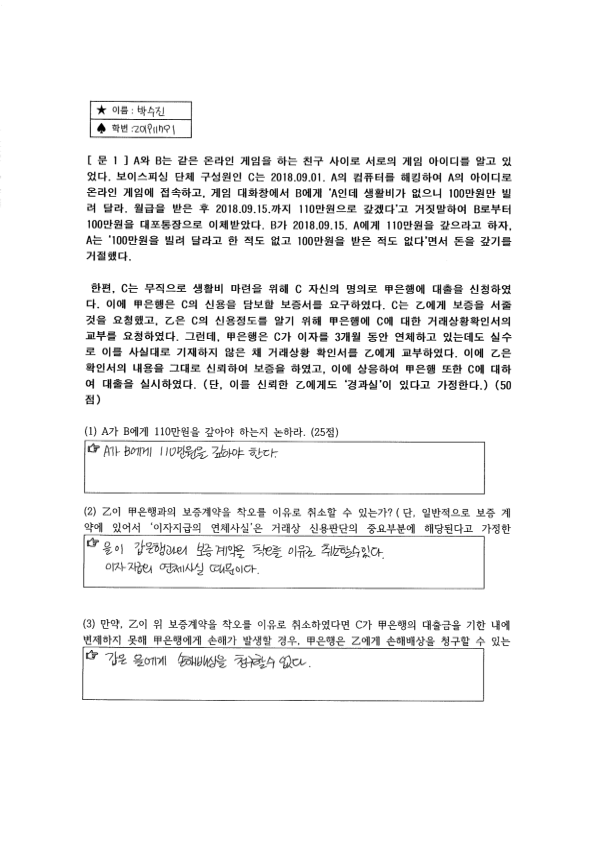 ★ 이름 : 박수진
♠ 학번 :201911791
[ 문 1 ] A와 B는 같은 온라인 게임을 하는 친구 사이로 서로의 게임 아이디를 알고 있
었다. 보이스피싱 단체 구성원인 C는 2018.09.01. A의 컴퓨터를 해킹하여 A의 아이디로
온라인 게임에 접속하고, 게임 대화창에서 B에게 'A인데 생활비가 없으니 100만원만 빌
려 달라. 월급을 받은 후 2018.09.15.까지 110만원으로 갚겠다'고 거짓말하여 B로부터
100만원을 대포통장으로 이체받았다. B가 2018.09.15. A에게 110만원을 갚으라고 하자,
A는 '100만원을 빌려 달라고 한 적도 없고 100만원을 받은 적도 없다'면서 돈을 갚기를
거절했다.
한편, C는 무직으로 생활비 마련을 위해 C 자신의 명의로 甲은행에 대출을 신청하였
다. 이에 甲은행은 C의 신용을 담보할 보증서를 요구하였다. C는 乙에게 보증을 서줄
것을 요청했고, 乙은 C의 신용정도를 알기 위해 甲은행에 C에 대한 거래상황확인서의
교부를 요청하였다. 그런데, 甲은행은 C가 이자를 3개월 동안 연체하고 있는데도 실수
로 이를 사실대로 기재하지 않은 채 거래상황 확인서를 乙에게 교부하였다. 이에 乙은
확인서의 내용을 그대로 신뢰하여 보증을 하였고, 이에 상응하여 甲은행 또한 C에 대하
여 대출을 실시하였다. (단, 이를 신뢰한 乙에게도 '경과실'이 있다고 가정한다.) (50
점)
(1) A가 B에게 110만원을 갚아야 하는지 논하라. (25점)
A가 B에게 110만원을 갚아야 한다.
(2) 乙이 甲은행과의 보증계약을 착오를 이유로 취소할 수 있는가? ( 단, 일반적으로 보증 계
약에 있어서 '이자지급의 연체사실'은 거래상 신용판단의 중요부분에 해당된다고 가정한
을이 갑은행과의 보증계약을 착오를 이유로 취소할수있다.
이자 지급의 연체사실 때문이다.
(3) 만약, 乙이 위 보증계약을 착오를 이유로 취소하였다면 C가 甲은행의 대출금을 기한 내에
변제하지 못해 甲은행에게 손해가 발생할 경우, 甲은행은 乙에게 손해배상을 청구할 수 있는
갑은 을에게 손해배상을 청구할수 없다.